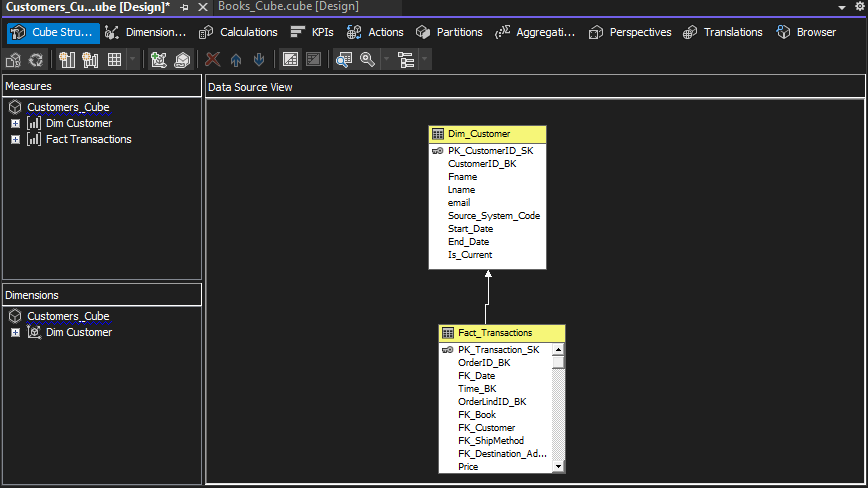 Customers_Cu...ube [Design]*
Books_Cube.cube [Design]
Cube Stru...
Dimension...
Calculations
KPIs
Actions
Partitions
Aggregati...
Perspectives
Translations
Browser
Measures
Customers_Cube
Dim Customer
Fact Transactions
Dimensions
Customers_Cube
Dim Customer
Data Source View
Dim_Customer
PK_CustomerID_SK
CustomerID_BK
Fname
Lname
email
Source_System_Code
Start_Date
End_Date
Is_Current
Fact_Transactions
PK_Transaction_SK
OrderID_BK
FK_Date
Time_BK
OrderLindID_BK
FK_Book
FK_Customer
FK_ShipMethod
FK_Destination_Ad...
Price